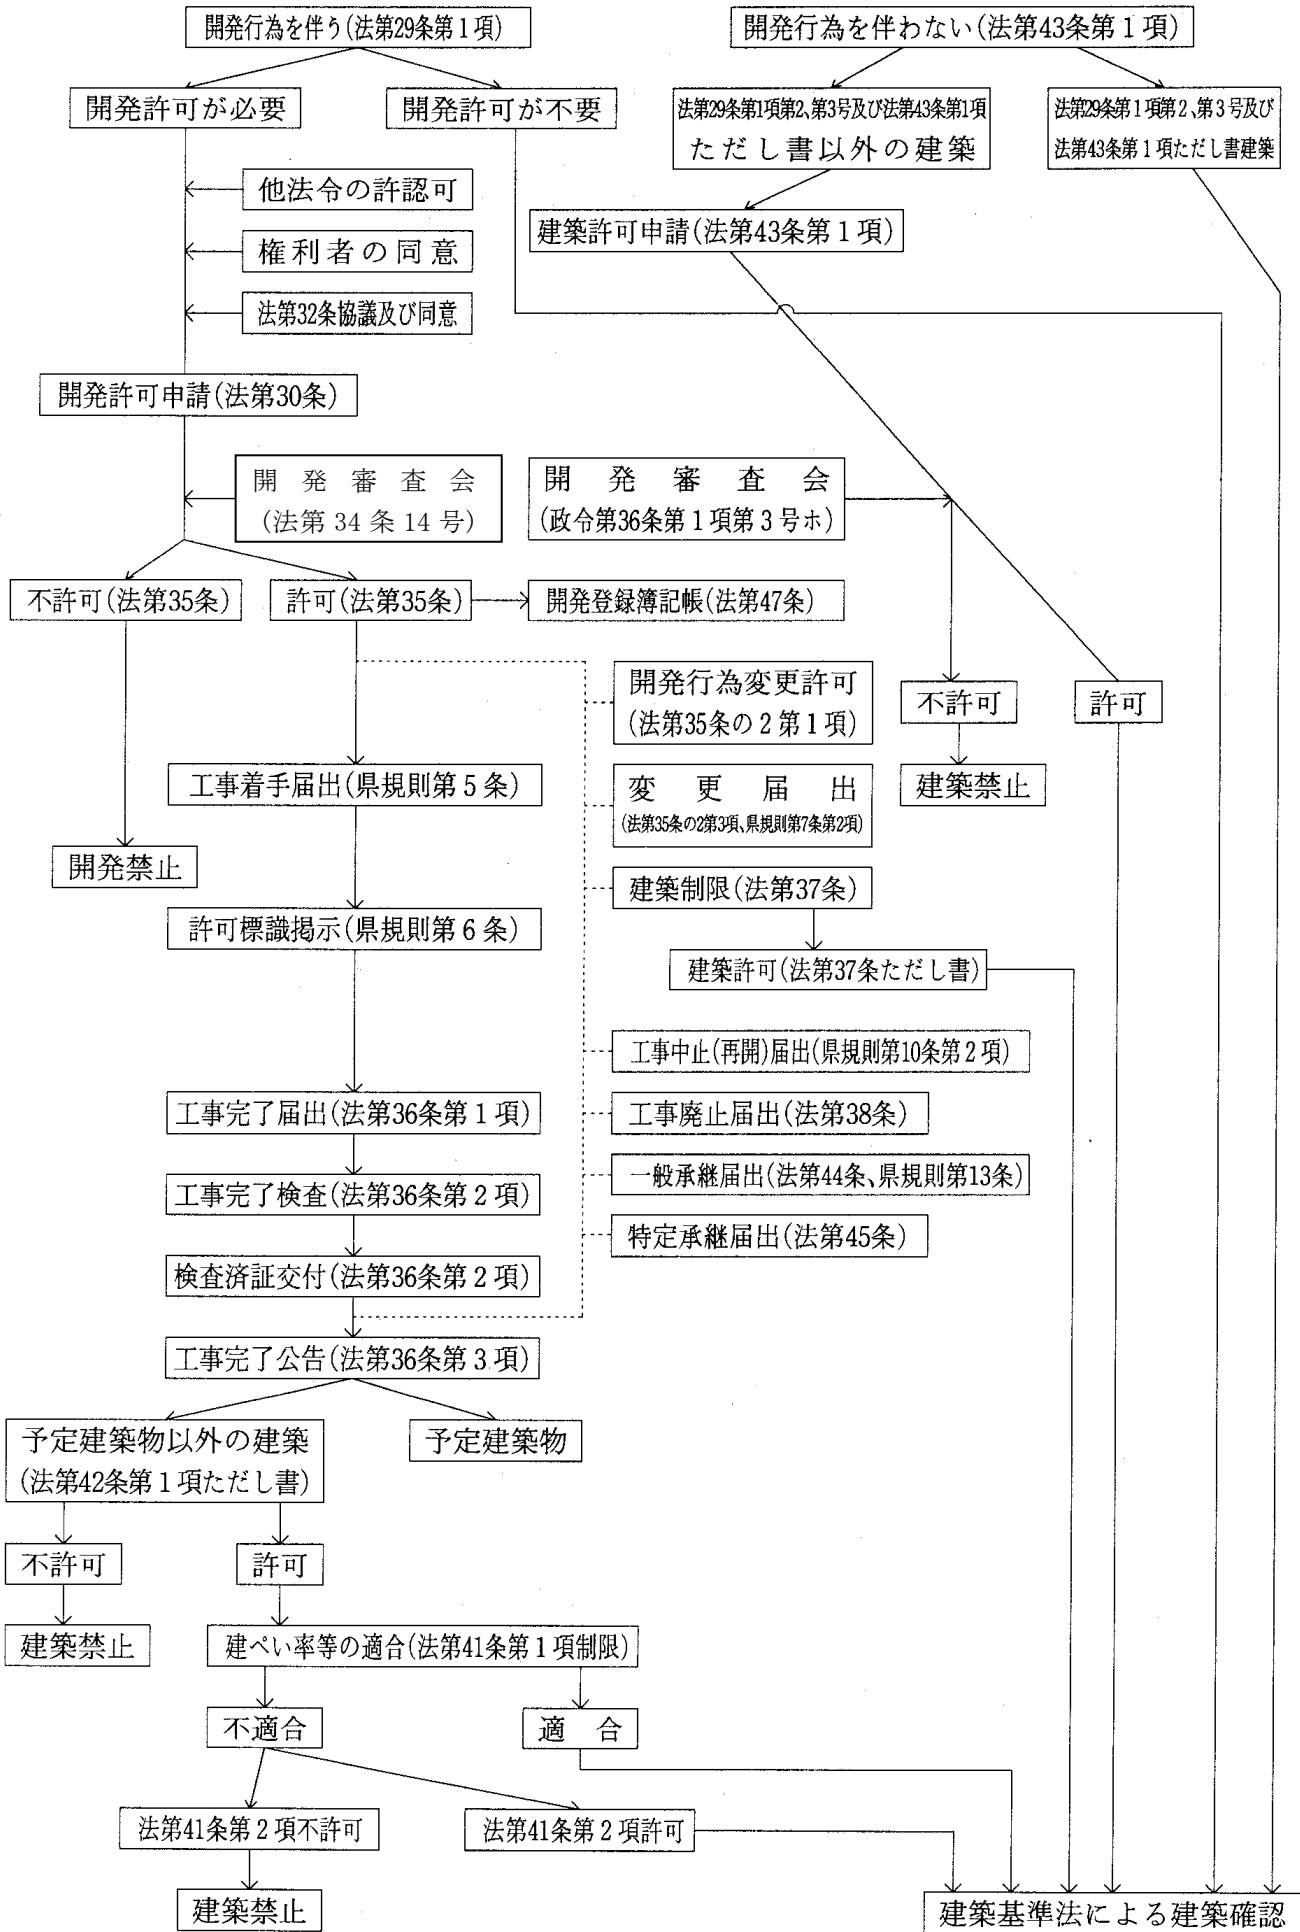 開発行為を伴う(法第29条第1項)
開発行為を伴わない(法第43条第1項)
開発許可が必要
開発許可が不要
法第29条第1項第2、第3号及び法第43条第1項
ただし書以外の建築
法第29条第1項第2、第3号及び
法第43条第1項ただし書建築
他法令の許認可
建築許可申請(法第43条第1項)
権利者の同意
法第32条協議及び同意
開発許可申請(法第30条)
開発審査会
(法第34条14号)
開発審査会
(政令第36条第1項第3号ホ)
不許可(法第35条)
許可(法第35条)
開発登録簿記帳(法第47条)
開発行為変更許可
(法第35条の2第1項)
不許可
許可
工事着手届出(県規則第5条)
変更届出
(法第35条の2第3項、県規則第7条第2項)
建築禁止
開発禁止
建築制限(法第37条)
許可標識掲示(県規則第6条)
建築許可(法第37条ただし書)
工事中止(再開)届出(県規則第10条第2項)
工事完了届出(法第36条第1項)
工事廃止届出(法第38条)
一般承継届出(法第44条、県規則第13条)
工事完了検査(法第36条第2項)
特定承継届出(法第45条)
検査済証交付(法第36条第2項)
工事完了公告(法第36条第3項)
予定建築物以外の建築
(法第42条第1項ただし書)
予定建築物
不許可
許可
建築禁止
建ぺい率等の適合(法第41条第1項制限)
不適合
適合
法第41条第2項不許可
法第41条第2項許可
建築禁止
建築基準法による建築確認